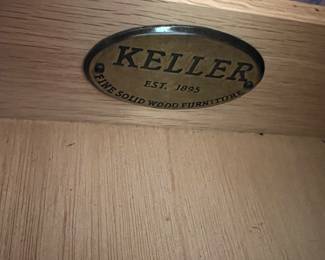 KELLER
EST. 1895
FINE SOLID WOOD FURNITURE